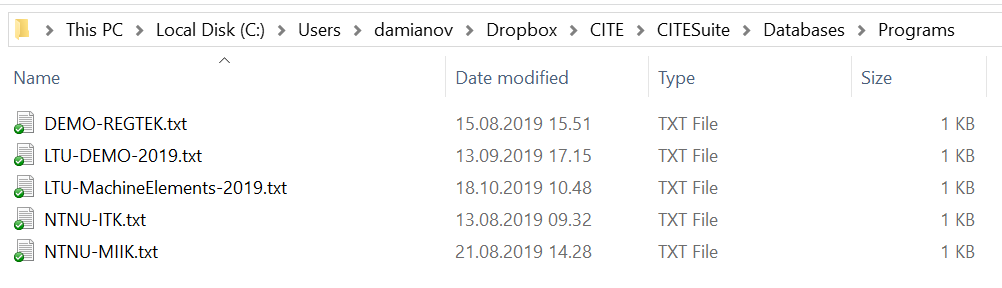 This PC > Local Disk (C:) > Users > damianov > Dropbox > CITE > CITESuite > Databases > Programs
Name Date modified Type Size
DEMO-REGTEK.txt 15.08.2019 15.51 TXT File 1 KB
LTU-DEMO-2019.txt 13.09.2019 17.15 TXT File 1 KB
LTU-MachineElements-2019.txt 18.10.2019 10.48 TXT File 1 KB
NTNU-ITK.txt 13.08.2019 09.32 TXT File 1 KB
NTNU-MIIK.txt 21.08.2019 14.28 TXT File 1 KB